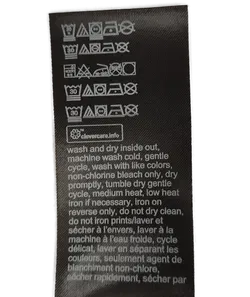 clevercare.info
wash and dry inside out,
machine wash cold, gentle
cycle, wash with like colors,
non-chlorine bleach only, dry
promptly, tumble dry gentle
cycle, medium heat, low heat
iron if necessary, Iron on
reverse only, do not dry clean,
do not iron prints/laver et
sécher à l'envers, laver à la
machine à l'eau froide, cycle
délicat, laver en séparant les
couleurs, seulement agent de
blanchiment non-chloric,
sécher rapidement, sécher par